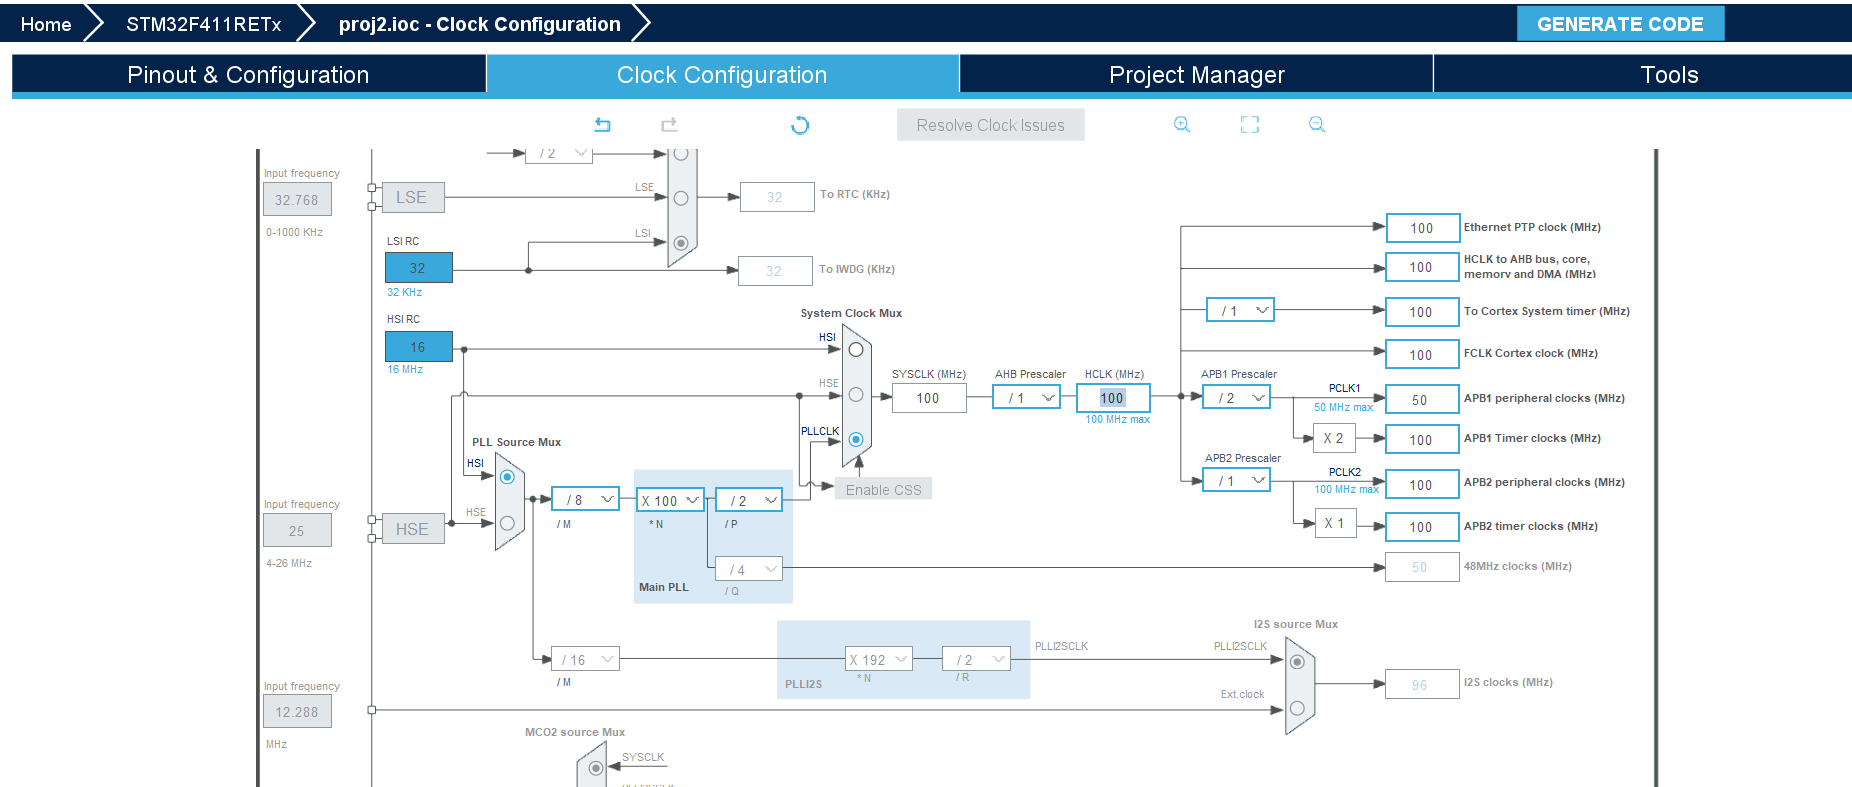 Home
STM32F411RETx
proj2.ioc - Clock Configuration
GENERATE CODE
Pinout & Configuration
Clock Configuration
Project Manager
Tools
Resolve Clock Issues
/ 2
Input frequency
32.768
0-1000 KHz
LSE
LSE
32
To RTC (KHz)
LSI
LSI RC
32
32 KHz
32
To IWDG (KHz)
HSI RC
16
16 MHz
System Clock Mux
HSI
HSE
PLLCLK
Enable CSS
SYSCLK (MHz)
100
AHB Prescaler
/ 1
HCLK (MHz)
100
100 MHz max
100
Ethernet PTP clock (MHz)
100
HCLK to AHB bus, core,
memory and DMA (MHz)
/ 1
100
To Cortex System timer (MHz)
100
FCLK Cortex clock (MHz)
APB1 Prescaler
/ 2
PCLK1
50 MHz max
50
APB1 peripheral clocks (MHz)
X 2
100
APB1 Timer clocks (MHz)
APB2 Prescaler
/ 1
PCLK2
100 MHz max
100
APB2 peripheral clocks (MHz)
X 1
100
APB2 timer clocks (MHz)
50
48MHz clocks (MHz)
PLL Source Mux
HSI
HSE
Input frequency
25
4-26 MHz
HSE
/ 8
/ M
X 100
* N
/ 2
/ P
/ 4
/ Q
Main PLL
/ 16
/ M
X 192
* N
/ 2
/ R
PLLI2S
PLLI2SCLK
I2S source Mux
PLLI2SCLK
Ext.clock
96
I2S clocks (MHz)
Input frequency
12.288
MHz
MCO2 source Mux
SYSCLK